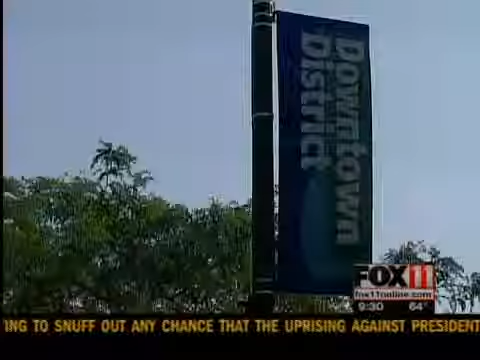 Downtown
District
FOX 11
fox11online.com
9:30 64°
ING TO SNUFF OUT ANY CHANCE THAT THE UPRISING AGAINST PRESIDENT